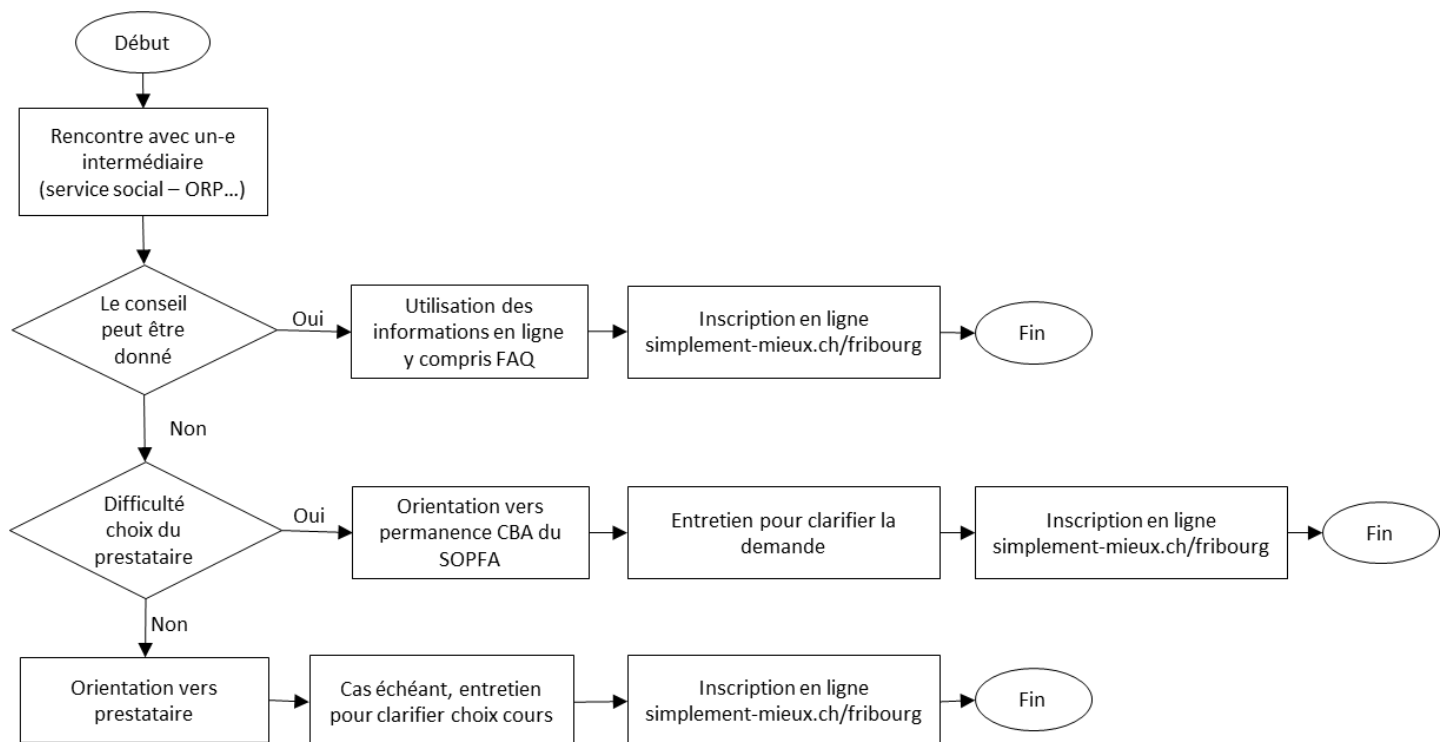 Début
Rencontre avec un-e
intermédiaire
(service social – ORP…)
Le conseil
peut être
donné
Oui
Utilisation des
informations en ligne
y compris FAQ
Inscription en ligne
simplement-mieux.ch/fribourg
Fin
Non
Difficulté
choix du
prestataire
Oui
Orientation vers
permanence CBA du
SOPFA
Entretien pour clarifier la
demande
Inscription en ligne
simplement-mieux.ch/fribourg
Fin
Non
Orientation vers
prestataire
Cas échéant, entretien
pour clarifier choix cours
Inscription en ligne
simplement-mieux.ch/fribourg
Fin